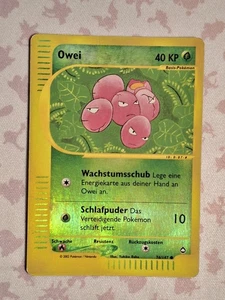 Owei
40 KP
Basis-Pokémon
Wachstumsschub Lege eine
Energiekarte aus deiner Hand an
Owei an.
Schlafpuder Das
Verteidigende Pokémon
schläft jetzt.
10
Schwäche
Resistenz
Rückzugskosten